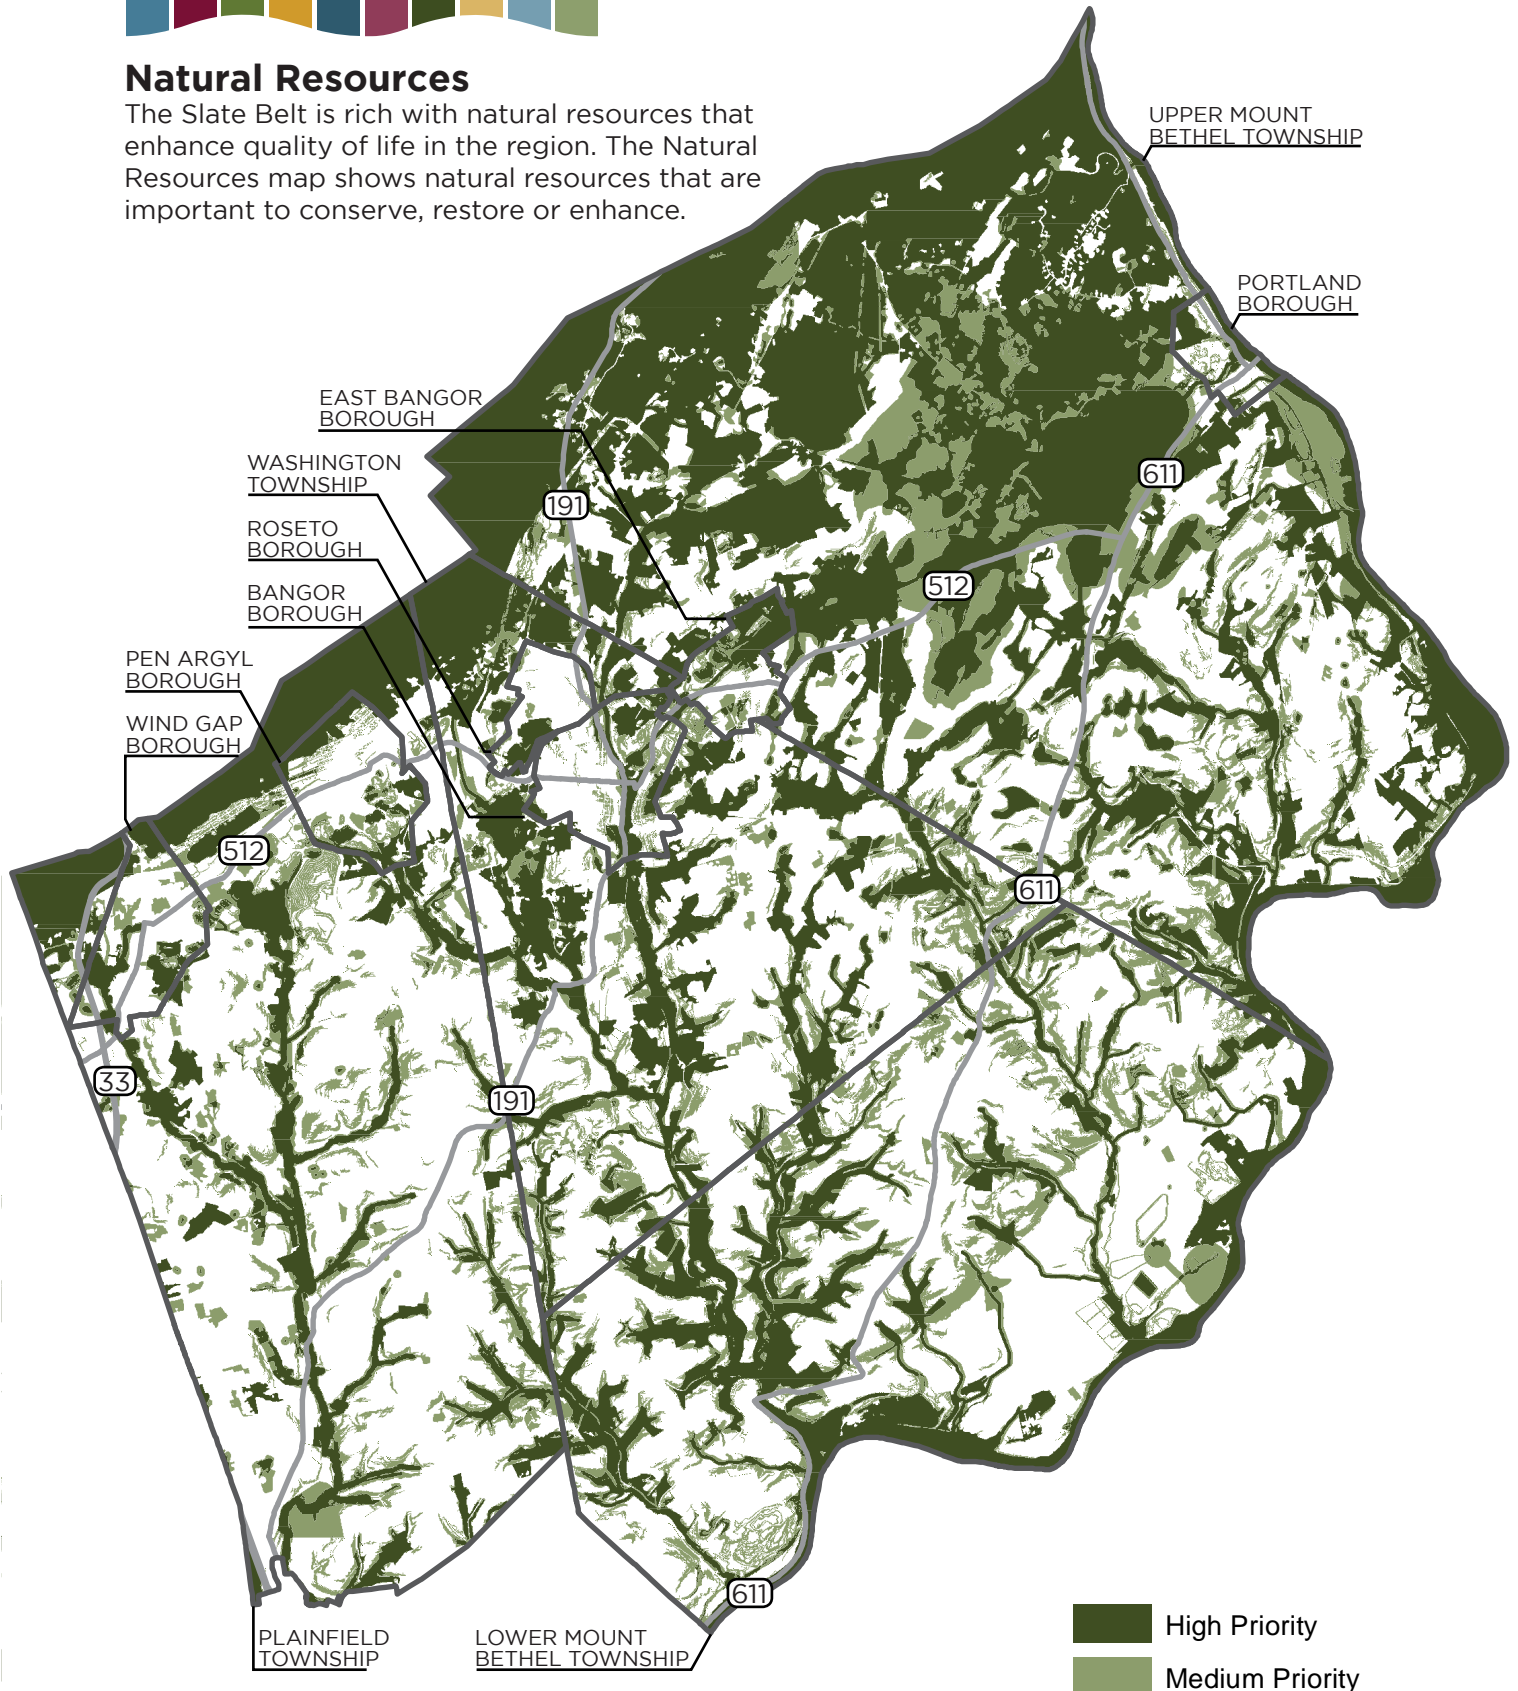 Natural Resources
The Slate Belt is rich with natural resources that
enhance quality of life in the region. The Natural
Resources map shows natural resources that are
important to conserve, restore or enhance.
UPPER MOUNT
BETHEL TOWNSHIP
PORTLAND
BOROUGH
EAST BANGOR
BOROUGH
WASHINGTON
TOWNSHIP
ROSETO
BOROUGH
BANGOR
BOROUGH
PEN ARGYL
BOROUGH
WIND GAP
BOROUGH
191
611
512
512
611
33
191
611
PLAINFIELD
TOWNSHIP
LOWER MOUNT
BETHEL TOWNSHIP
High Priority
Medium Priority